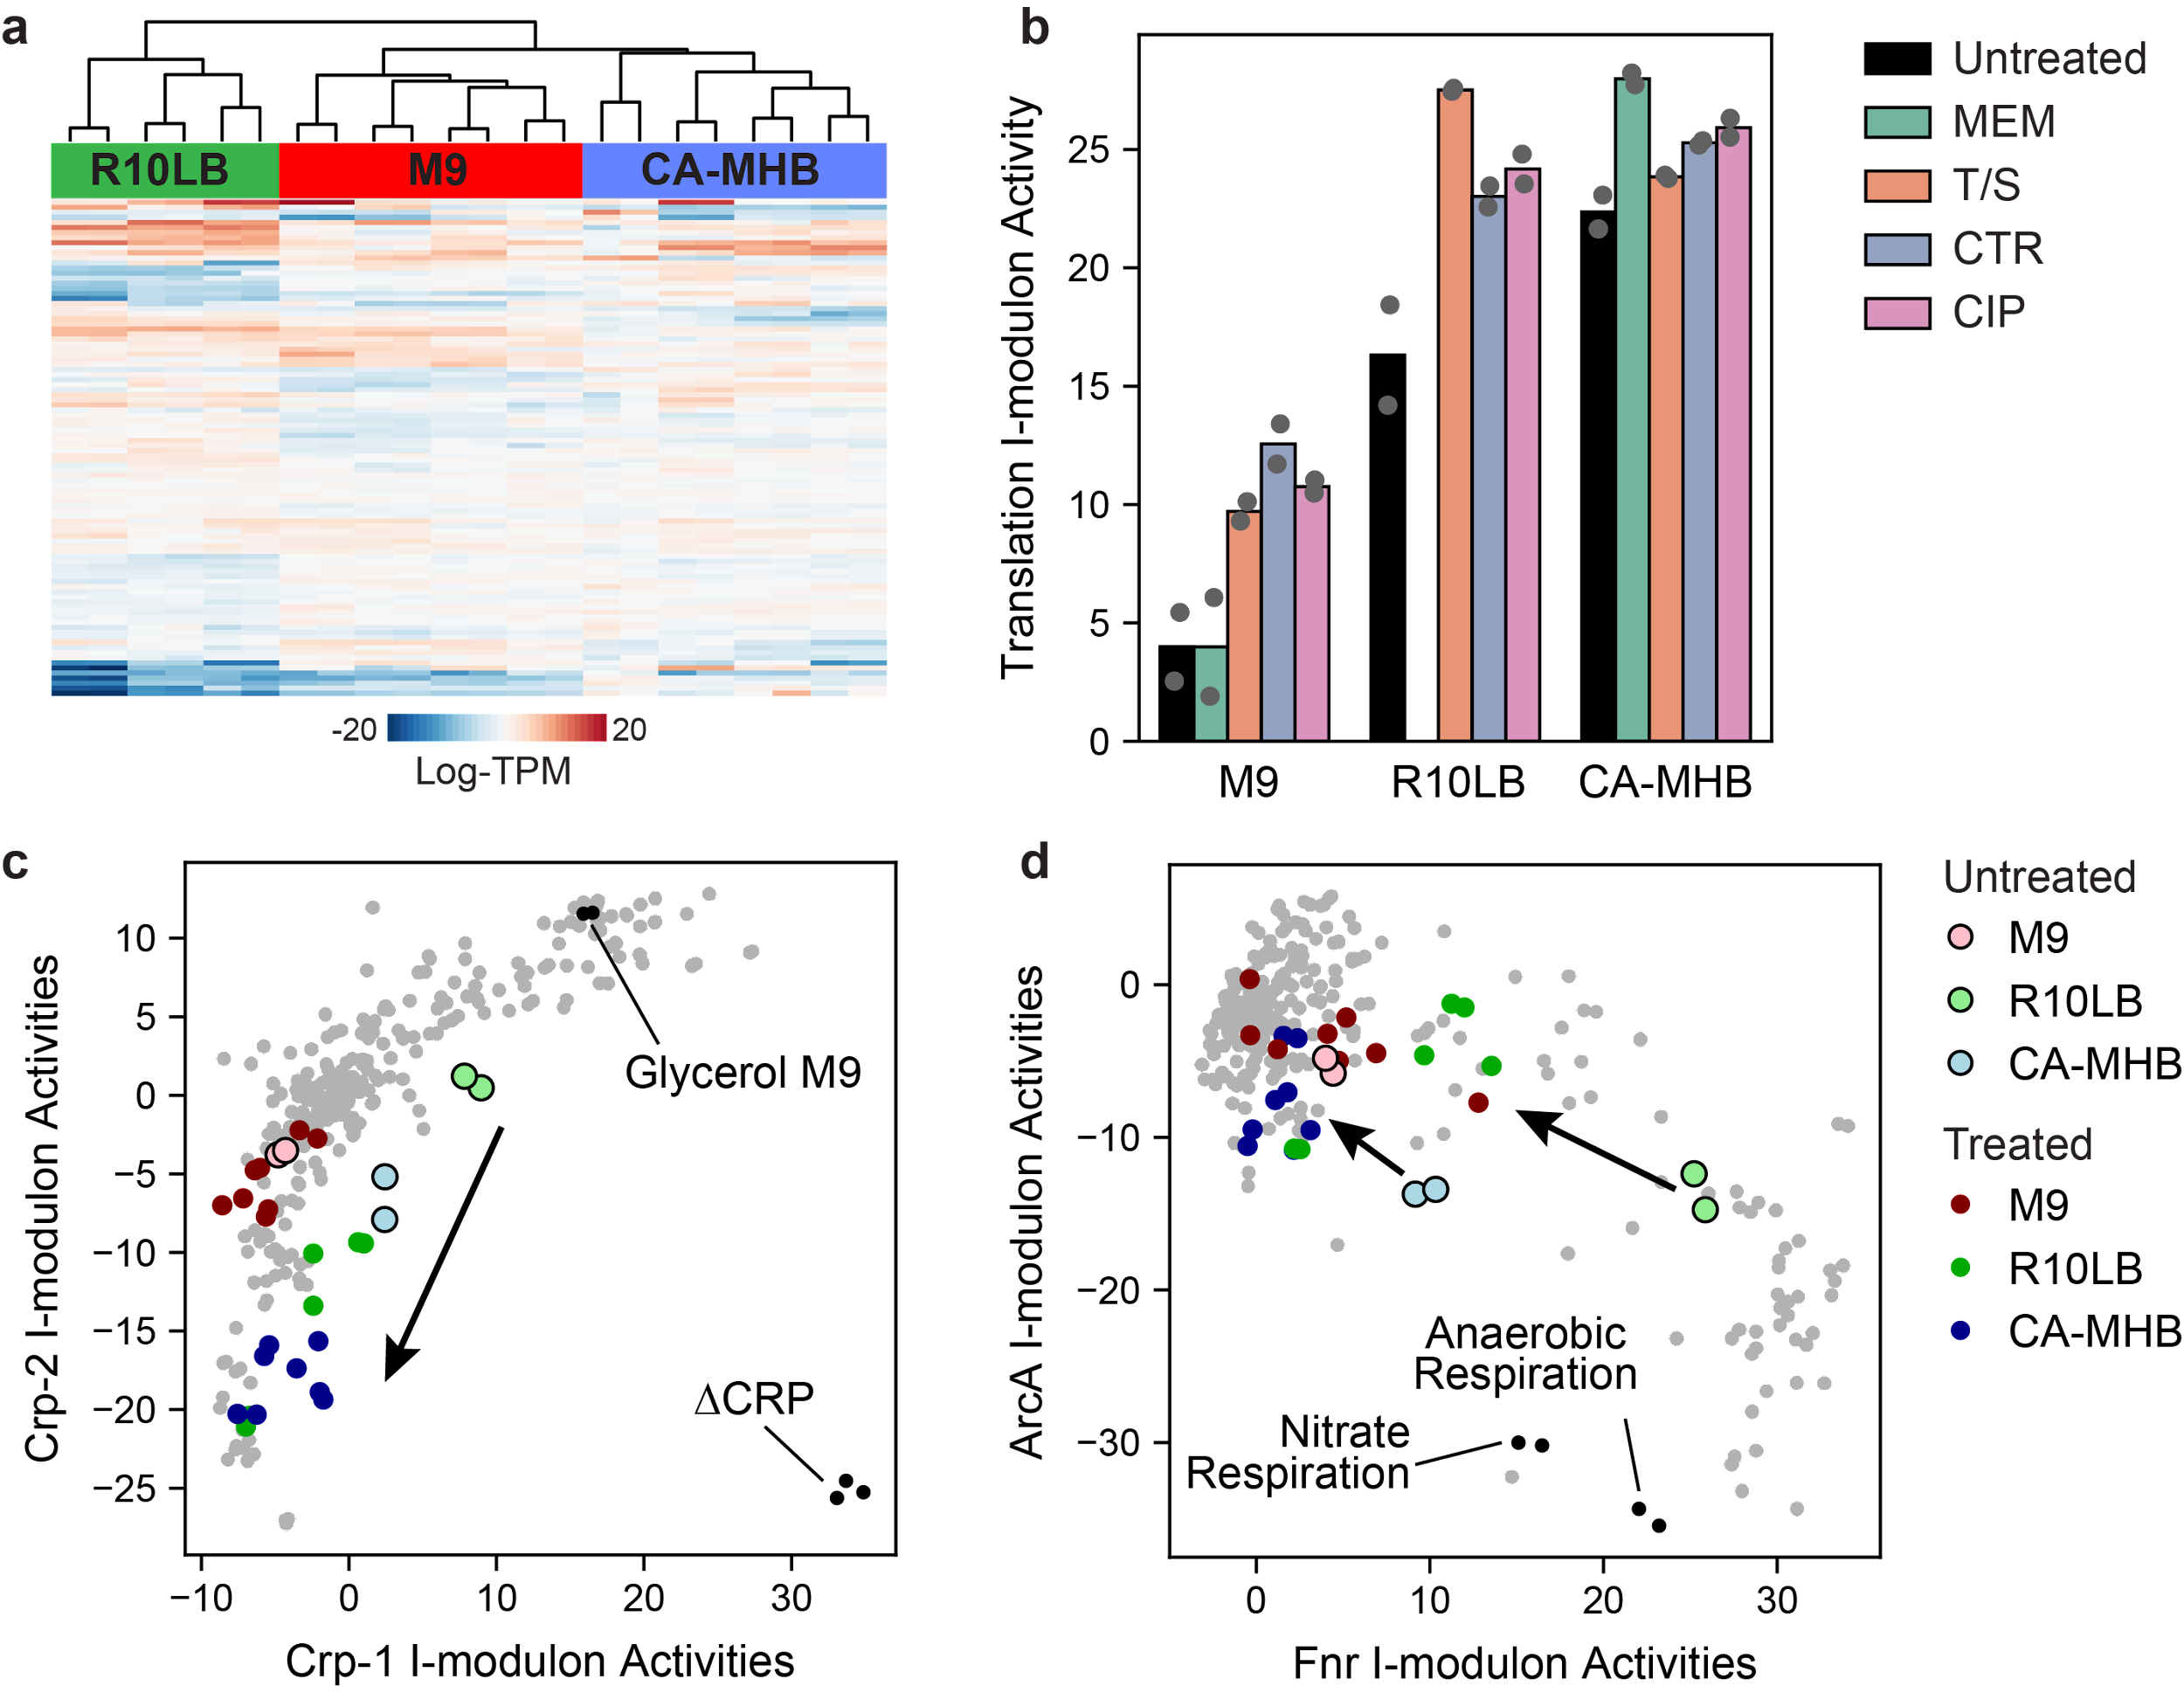 a
R10LB M9 CA-MHB
-20 20
Log-TPM
b
Translation I-modulon Activity
25
20
15
10
5
0
M9 R10LB CA-MHB
Untreated
MEM
T/S
CTR
CIP
c
Crp-2 I-modulon Activities
10
5
0
−5
−10
−15
−20
−25
Glycerol M9
ΔCRP
−10 0 10 20 30
Crp-1 I-modulon Activities
d
ArcA I-modulon Activities
0
−10
−20
−30
Anaerobic
Respiration
Nitrate
Respiration
0 10 20 30
Fnr I-modulon Activities
Untreated
M9
R10LB
CA-MHB
Treated
M9
R10LB
CA-MHB